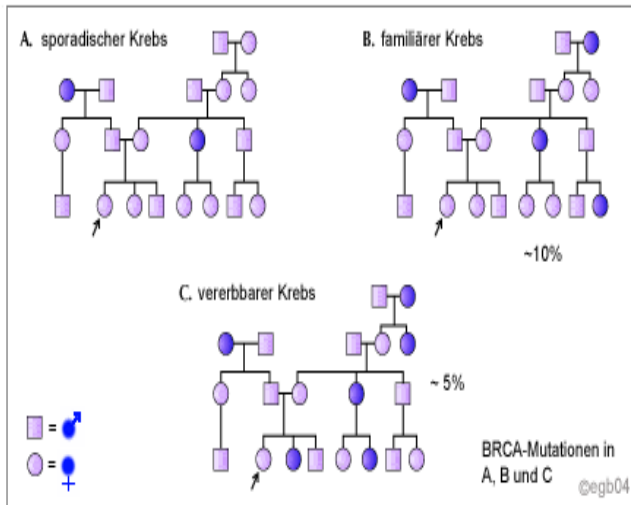 A. sporadischer Krebs
B. familiärer Krebs
~10%
C. vererbbarer Krebs
~ 5%
=
=
BRCA-Mutationen in
A, B und C
©egb04